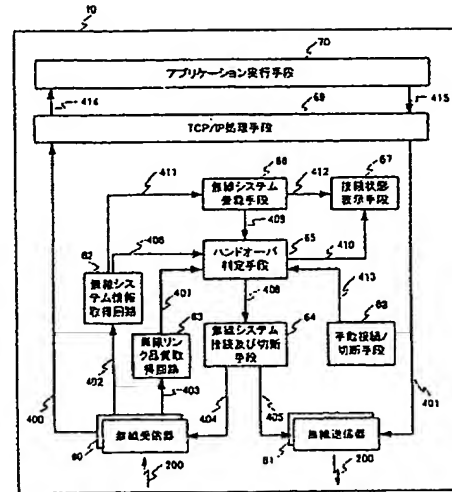 10
70
アプリケーション実行手段
416
69
415
TCP/IP処理手段
411
66
412
67
無線システム
登録手段
接続状態
表示手段
409
406
62
65
410
ハンドオーバ
判定手段
無線システ
ム情報
取得回路
401
408
413
63
64
68
無線リン
ク品質取
得回路
無線システム
接続及び切断
手段
手動接続/
切断手段
400
402
403
404
405
401
無線受信器
無線送信器
60
61
200
200